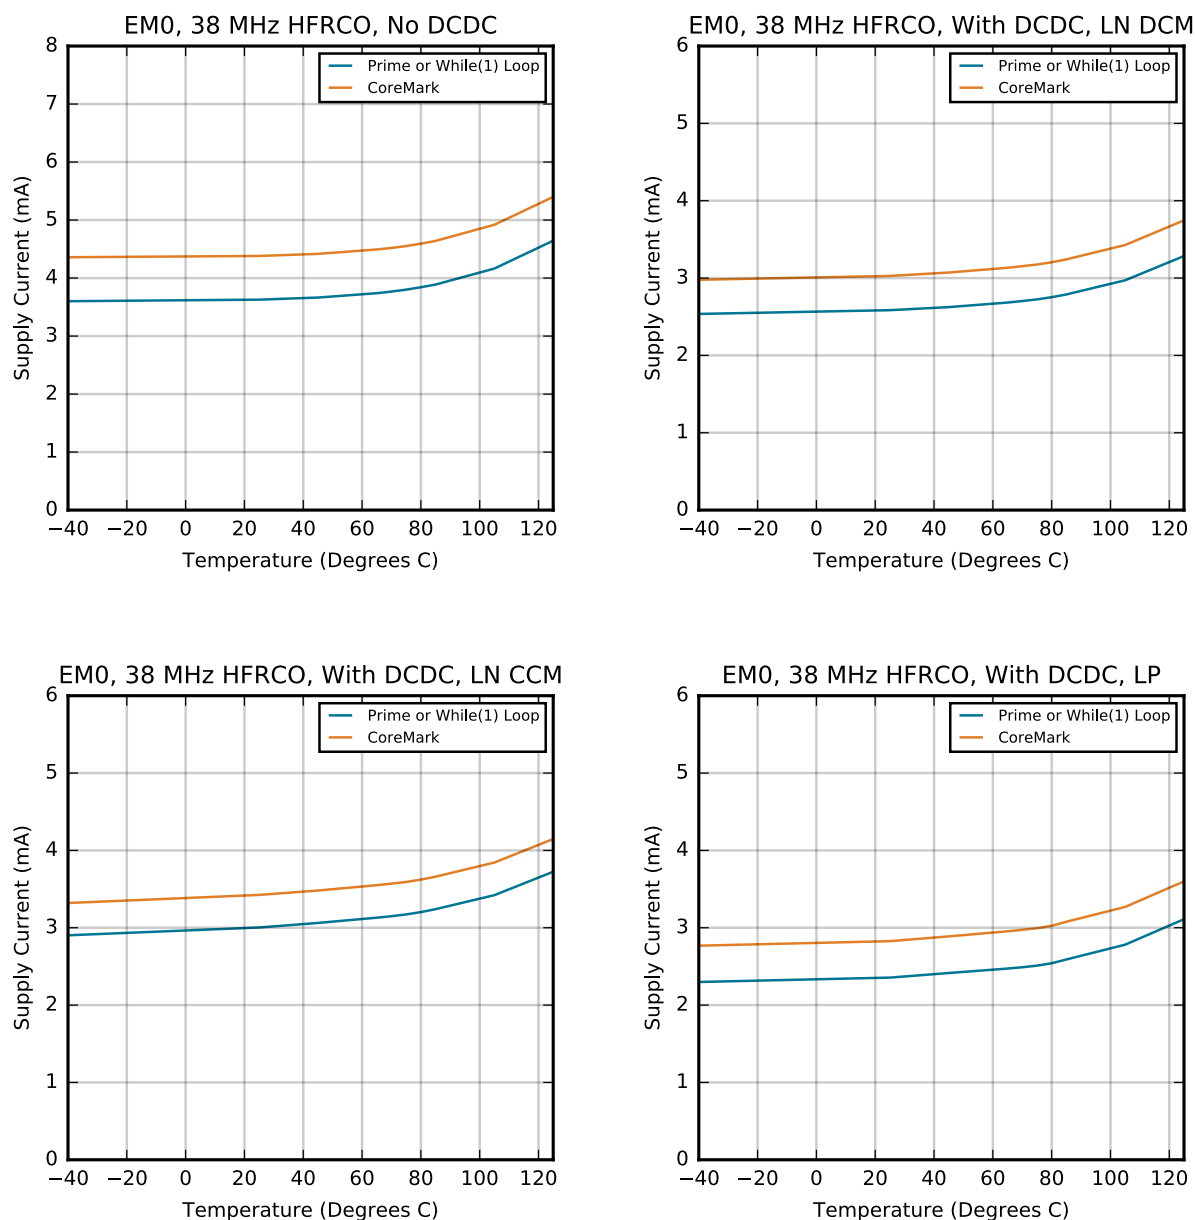 EM0, 38 MHz HFRCO, No DCDC
8
7
6
5
4
3
2
1
0
Supply Current (mA)
Prime or While(1) Loop
CoreMark
−40 −20 0 20 40 60 80 100 120
Temperature (Degrees C)
EM0, 38 MHz HFRCO, With DCDC, LN DCM
6
5
4
3
2
1
0
Supply Current (mA)
Prime or While(1) Loop
CoreMark
−40 −20 0 20 40 60 80 100 120
Temperature (Degrees C)
EM0, 38 MHz HFRCO, With DCDC, LN CCM
6
5
4
3
2
1
0
Supply Current (mA)
Prime or While(1) Loop
CoreMark
−40 −20 0 20 40 60 80 100 120
Temperature (Degrees C)
EM0, 38 MHz HFRCO, With DCDC, LP
6
5
4
3
2
1
0
Supply Current (mA)
Prime or While(1) Loop
CoreMark
−40 −20 0 20 40 60 80 100 120
Temperature (Degrees C)